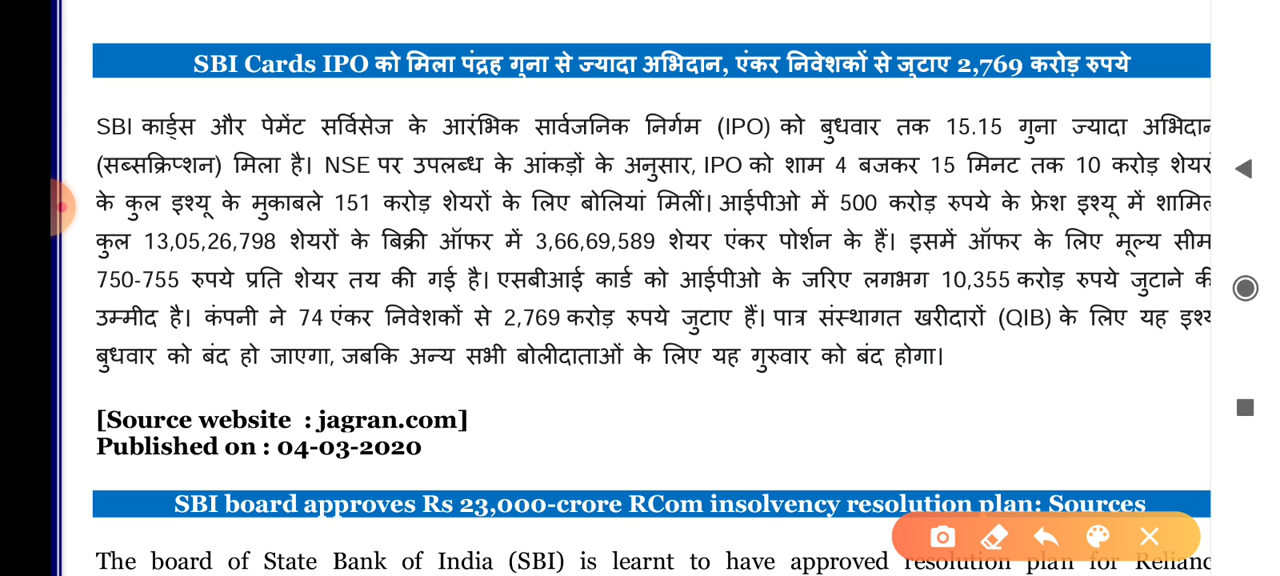 SBI Cards IPO को मिला पंद्रह गुना से ज्यादा अभिदान, एंकर निवेशकों से जुटाए 2,769 करोड़ रुपये
SBI कार्ड्स और पेमेंट सर्विसेज के आरंभिक सार्वजनिक निर्गम (IPO) को बुधवार तक 15.15 गुना ज्यादा
(सब्सक्रिप्शन) मिला है। NSE पर उपलब्ध के आंकड़ों के अनुसार, IPO को शाम 4 बजकर 15 मिनट तक 10 करोड़
के कुल इश्यू के मुकाबले 151 करोड़ शेयरों के लिए बोलियां मिलीं। आईपीओ में 500 करोड़ रुपये के फ्रेश इश्यू में
कुल 13,05,26,798 शेयरों के बिक्री ऑफर में 3,66,69,589 शेयर एंकर पोर्शन के हैं। इसमें ऑफर के लिए मूल्य
750-755 रुपये प्रति शेयर तय की गई है। एसबीआई कार्ड को आईपीओ के जरिए लगभग 10,355 करोड़ रुपये जुटाने की
उम्मीद है। कंपनी ने 74 एंकर निवेशकों से 2,769 करोड़ रुपये जुटाए हैं। पात्र संस्थागत खरीदारों (QIB) के लिए यह
बुधवार को बंद हो जाएगा, जबकि अन्य सभी बोलीदाताओं के लिए यह गुरुवार को बंद होगा।
[Source website : jagran.com]
Published on : 04-03-2020
SBI board approves Rs 23,000-crore RCom insolvency resolution plan: Sources
The board of State Bank of India (SBI) is learnt to have approved resolution plan for